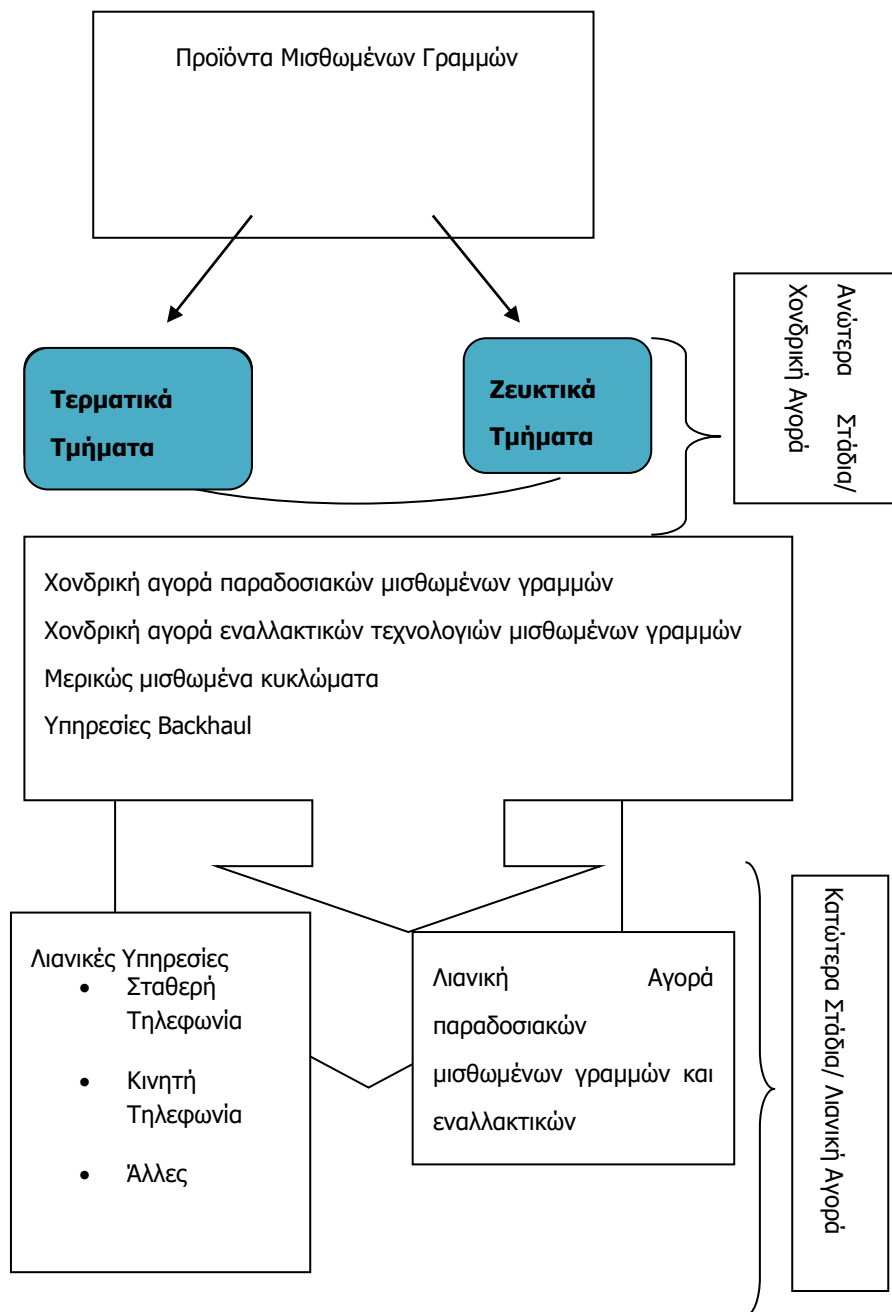 Προϊόντα Μισθωμένων Γραμμών
Τερματικά
Τμήματα
Ζευκτικά
Τμήματα
Ανώτερα Στάδια/
Χονδρική Αγορά
Χονδρική αγορά παραδοσιακών μισθωμένων γραμμών
Χονδρική αγορά εναλλακτικών τεχνολογιών μισθωμένων γραμμών
Μερικώς μισθωμένα κυκλώματα
Υπηρεσίες Backhaul
Λιανικές Υπηρεσίες
• Σταθερή
Τηλεφωνία
• Κινητή
Τηλεφωνία
• Άλλες
Λιανική Αγορά
παραδοσιακών
μισθωμένων γραμμών και
εναλλακτικών
Κατώτερα Στάδια/ Λιανική Αγορά